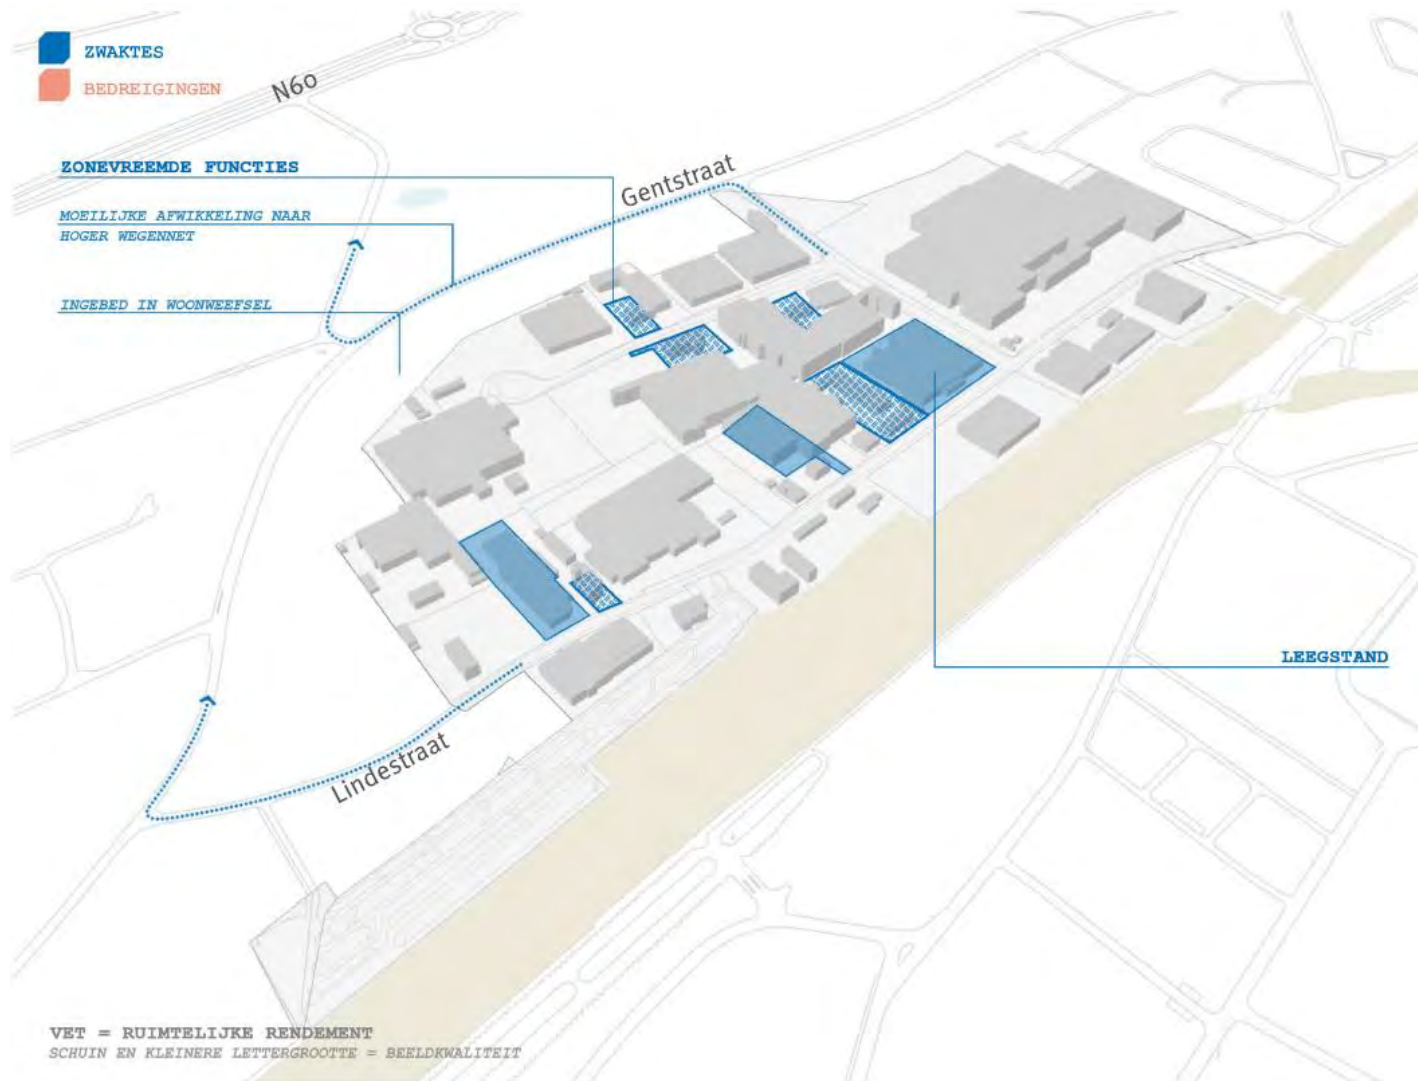 ZWAKTES
BEDREIGINGEN
N60
ZONEVREEMDE FUNCTIES
Gentstraat
MOEILIJKE AFWIKKELING NAAR
HOGER WEGENNET
INGEBED IN WOONWEEFSEL
LEEGSTAND
Lindestraat
VET = RUIMTELIJKE RENDEMENT
SCHUIN EN KLEINERE LETTERGROOTTE = BEELDKWALITEIT